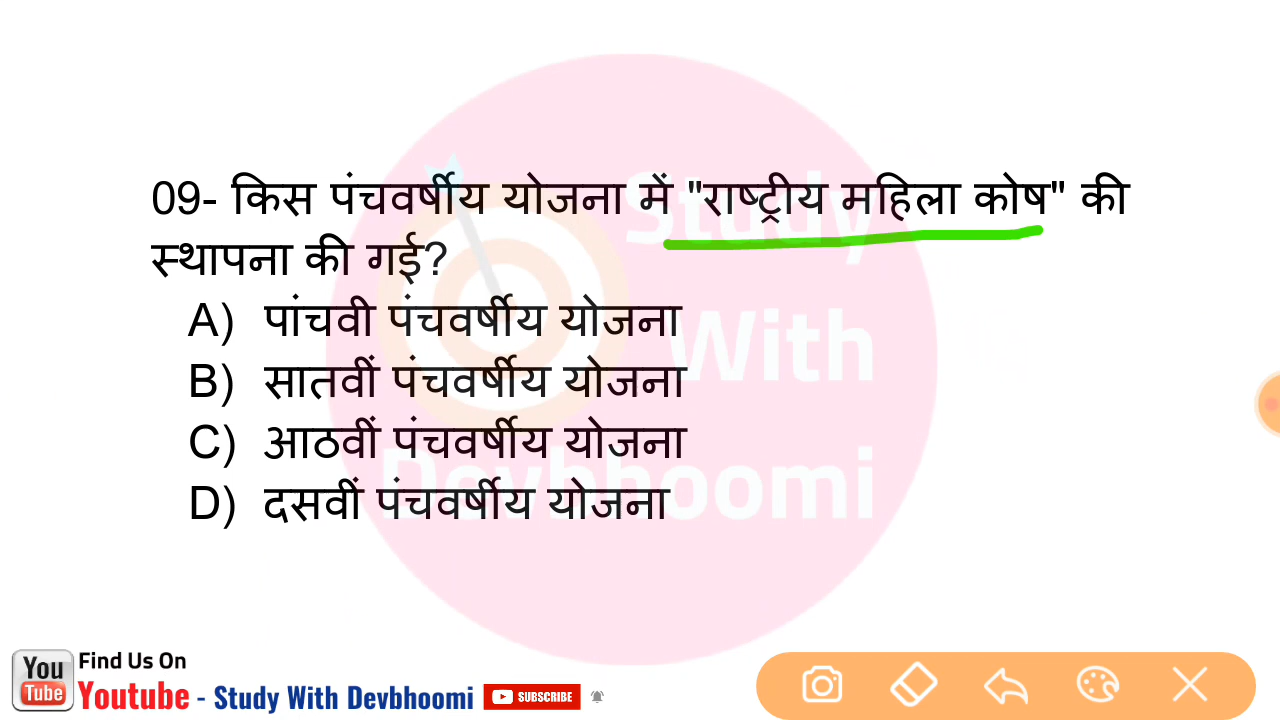 09- किस पंचवर्षीय योजना में "राष्ट्रीय महिला कोष" की
स्थापना की गई?
A) पांचवी पंचवर्षीय योजना
B) सातवीं पंचवर्षीय योजना
C) आठवीं पंचवर्षीय योजना
D) दसवीं पंचवर्षीय योजना
Study
With
Devbhoomi
You
Tube
Find Us On
Youtube - Study With Devbhoomi
SUBSCRIBE